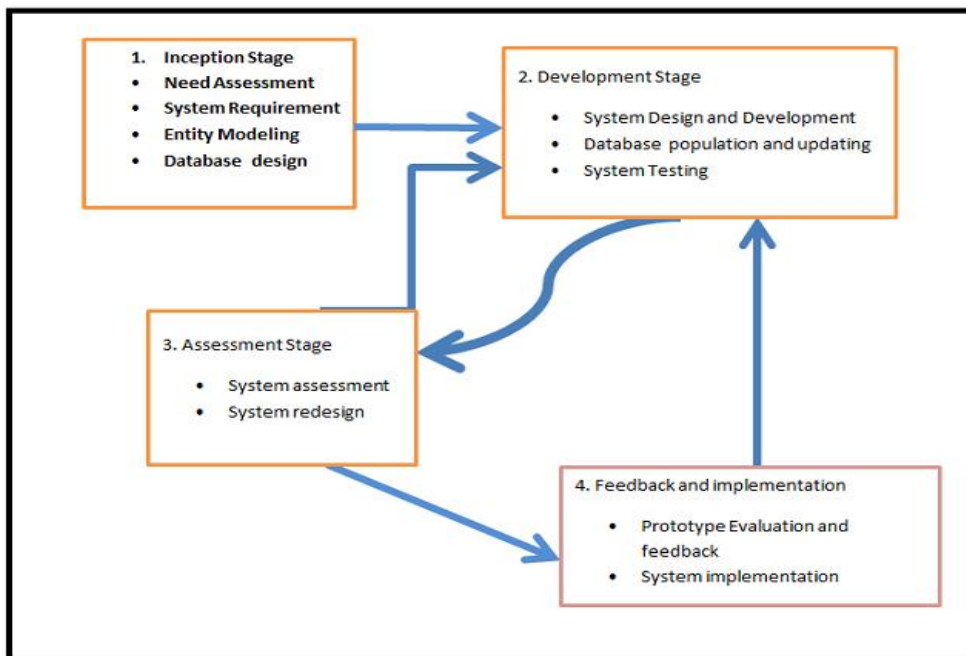 1. Inception Stage
• Need Assessment
• System Requirement
• Entity Modeling
• Database design
2. Development Stage
• System Design and Development
• Database population and updating
• System Testing
3. Assessment Stage
• System assessment
• System redesign
4. Feedback and implementation
• Prototype Evaluation and
feedback
• System implementation